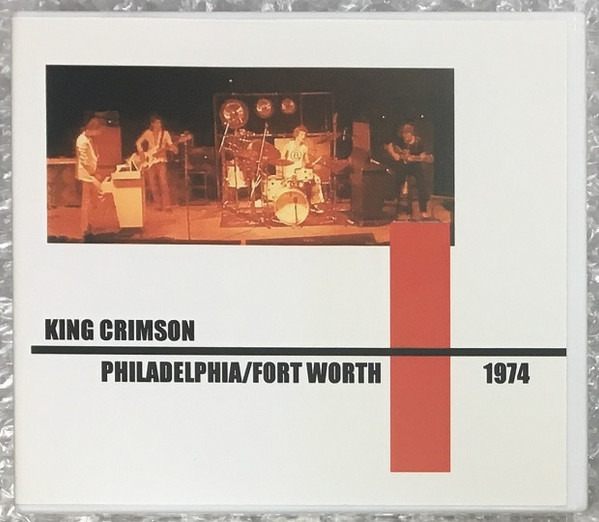 KING CRIMSON
PHILADELPHIA/FORT WORTH 1974